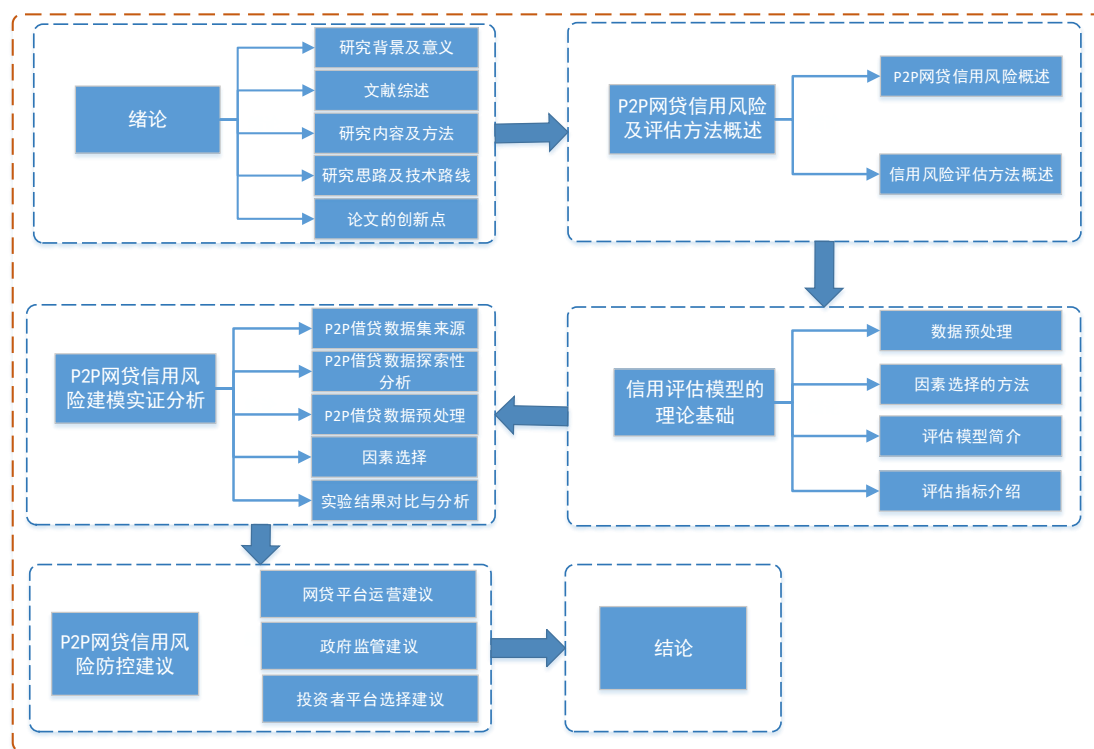 绪论
研究背景及意义
文献综述
研究内容及方法
研究思路及技术路线
论文的创新点
P2P网贷信用风险
及评估方法概述
P2P网贷信用风险概述
信用风险评估方法概述
信用评估模型的
理论基础
数据预处理
因素选择的方法
评估模型简介
评估指标介绍
P2P网贷信用风
险建模实证分析
P2P借贷数据集来源
P2P借贷数据探索性
分析
P2P借贷数据预处理
因素选择
实验结果对比与分析
P2P网贷信用风
险防控建议
网贷平台运营建议
政府监管建议
投资者平台选择建议
结论